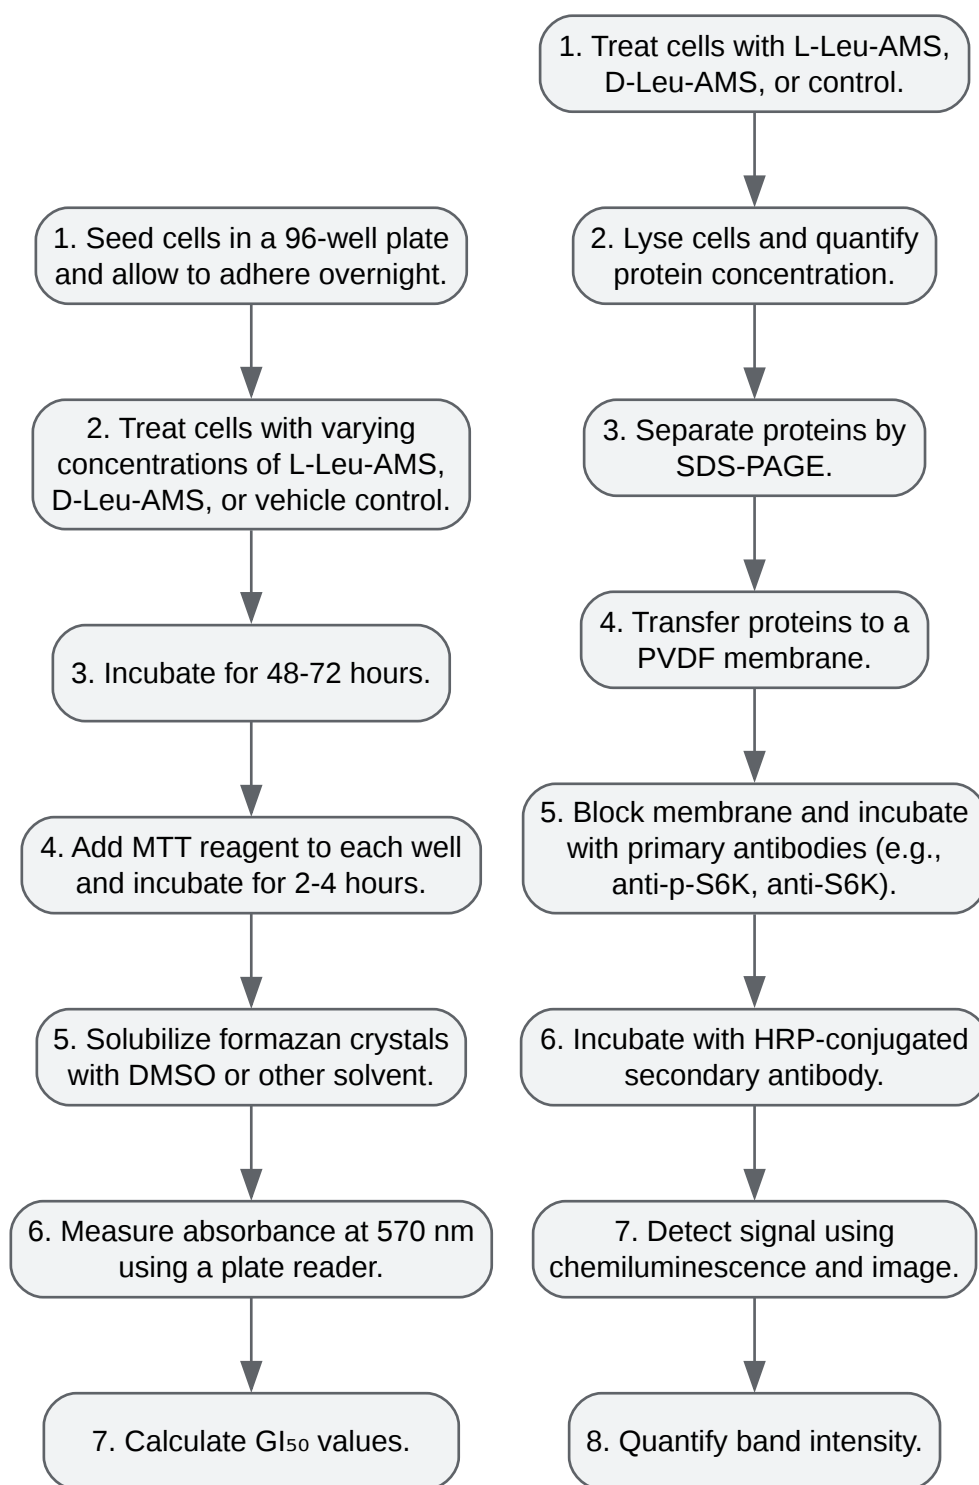 1. Seed cells in a 96-well plate
and allow to adhere overnight.
2. Treat cells with varying
concentrations of L-Leu-AMS,
D-Leu-AMS, or vehicle control.
3. Incubate for 48-72 hours.
4. Add MTT reagent to each well
and incubate for 2-4 hours.
5. Solubilize formazan crystals
with DMSO or other solvent.
6. Measure absorbance at 570 nm
using a plate reader.
7. Calculate GI₅₀ values.
1. Treat cells with L-Leu-AMS,
D-Leu-AMS, or control.
2. Lyse cells and quantify
protein concentration.
3. Separate proteins by
SDS-PAGE.
4. Transfer proteins to a
PVDF membrane.
5. Block membrane and incubate
with primary antibodies (e.g.,
anti-p-S6K, anti-S6K).
6. Incubate with HRP-conjugated
secondary antibody.
7. Detect signal using
chemiluminescence and image.
8. Quantify band intensity.